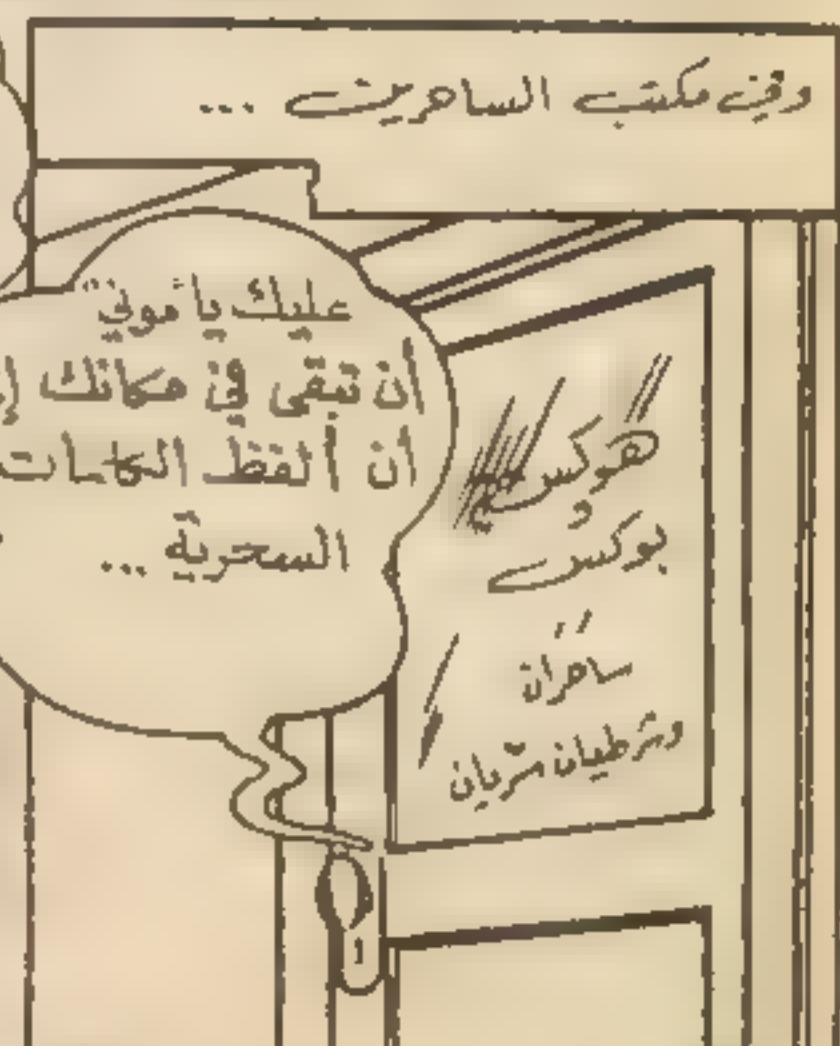 وفي مكتب الساحرين ...
عليك يا "موني"
أن تبقى في مكانك
أن ألفظ الكلمات
السحرية ...
هوكس
و
بوكس
ساحران
وشرطيان سريان